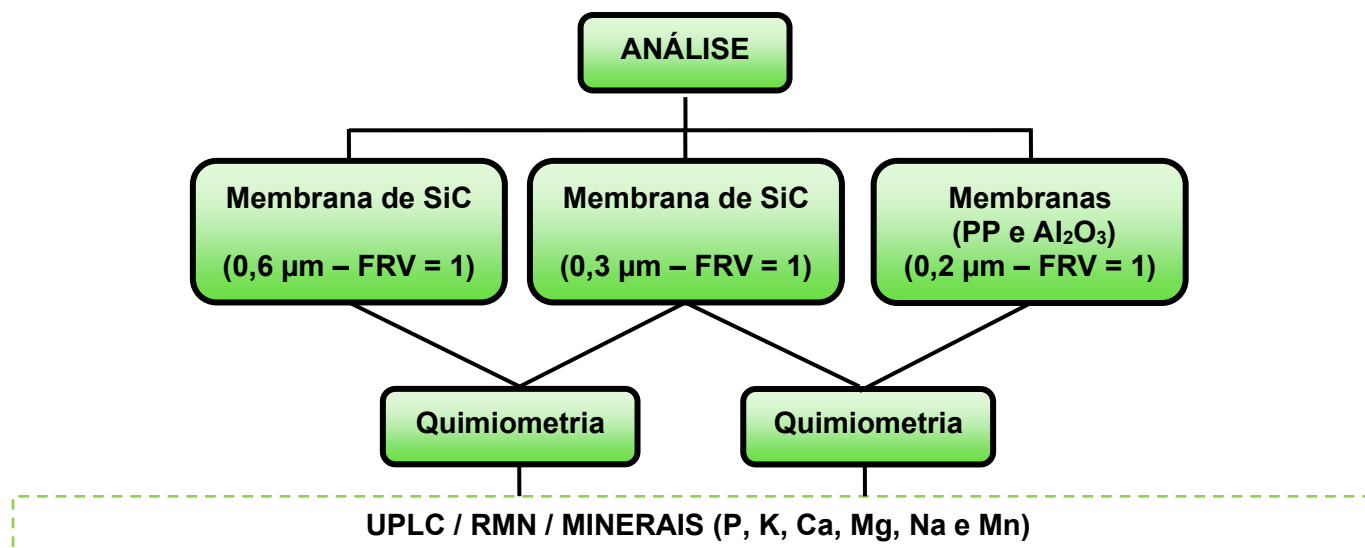 ANÁLISE
Membrana de SiC
(0,6 µm – FRV = 1)
Membrana de SiC
(0,3 µm – FRV = 1)
Membranas
(PP e Al₂O₃)
(0,2 µm – FRV = 1)
Quimiometria
Quimiometria
UPLC / RMN / MINERAIS (P, K, Ca, Mg, Na e Mn)